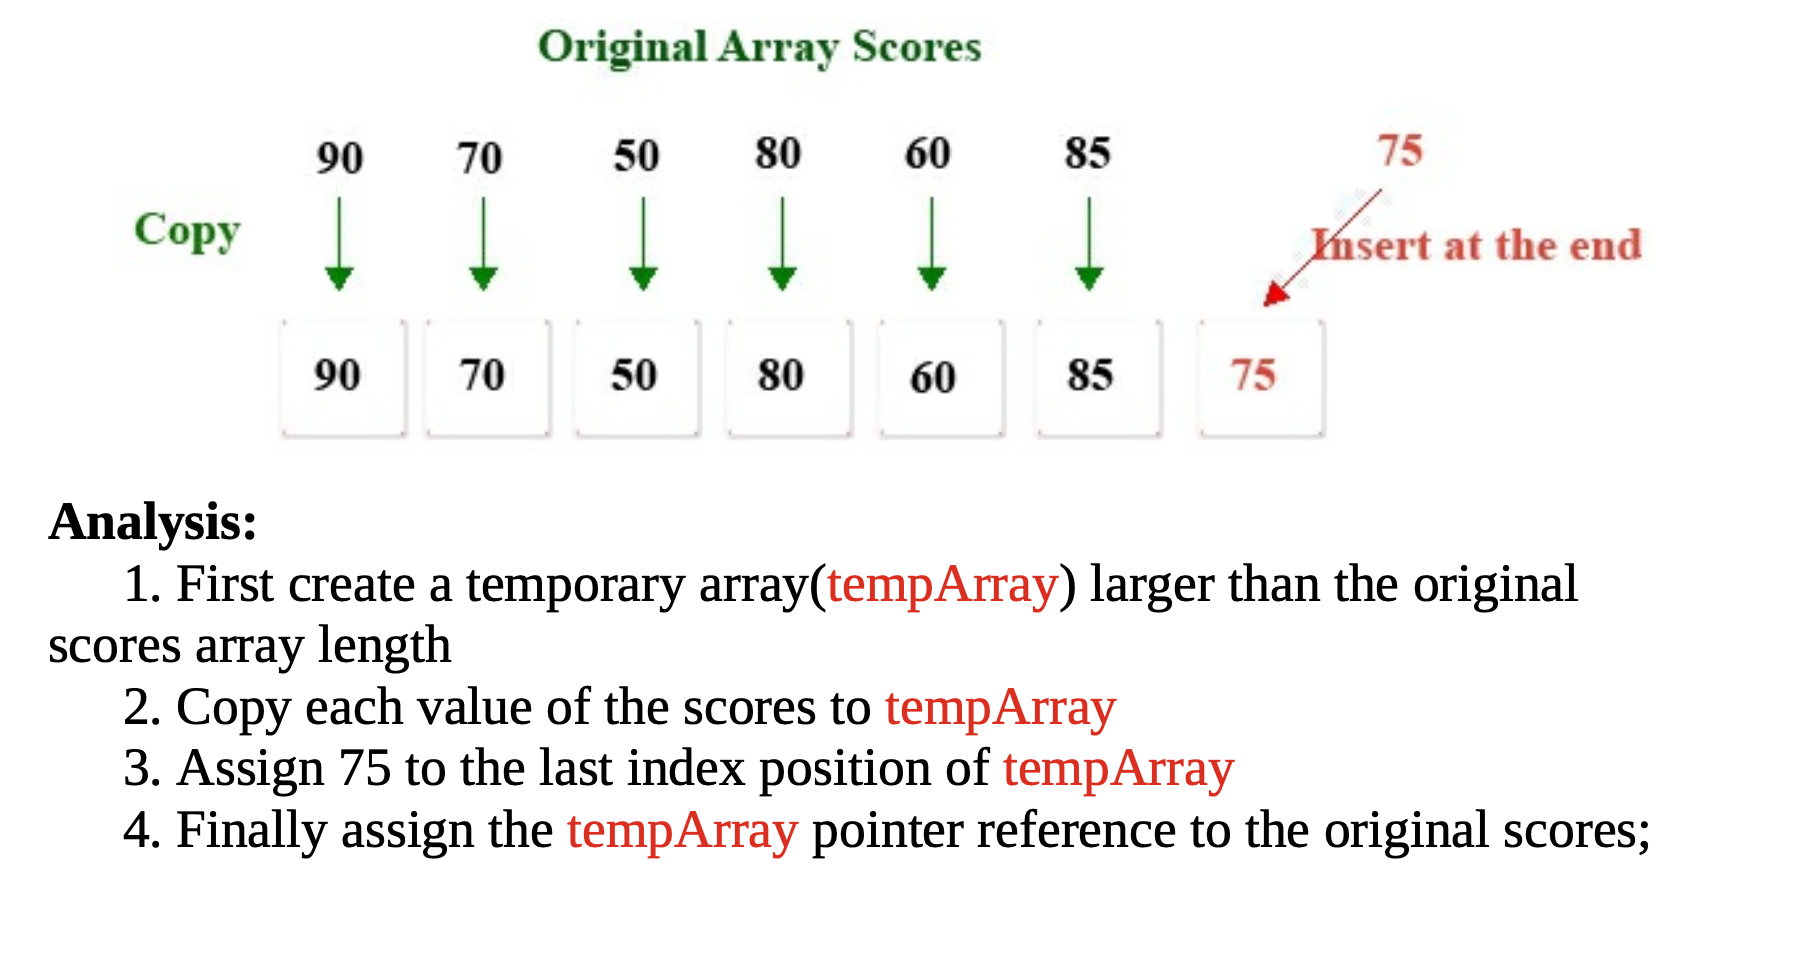 Original Array Scores
90 70 50 80 60 85 75
Copy
Insert at the end
90 70 50 80 60 85 75
Analysis:
1. First create a temporary array(tempArray) larger than the original
scores array length
2. Copy each value of the scores to tempArray
3. Assign 75 to the last index position of tempArray
4. Finally assign the tempArray pointer reference to the original scores;